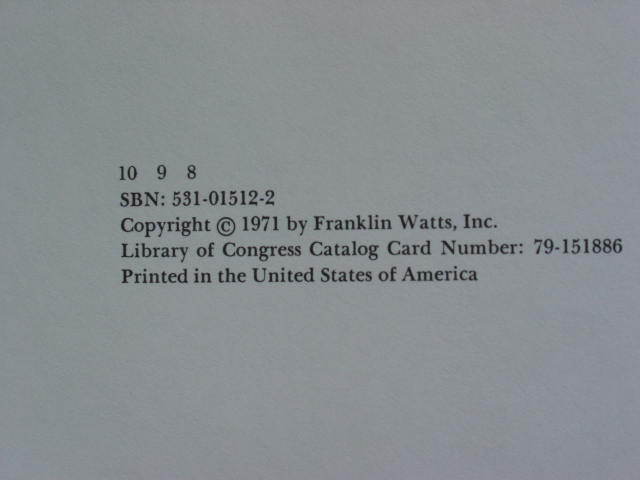 10 9 8
SBN: 531-01512-2
Copyright © 1971 by Franklin Watts, Inc.
Library of Congress Catalog Card Number: 79-151886
Printed in the United States of America